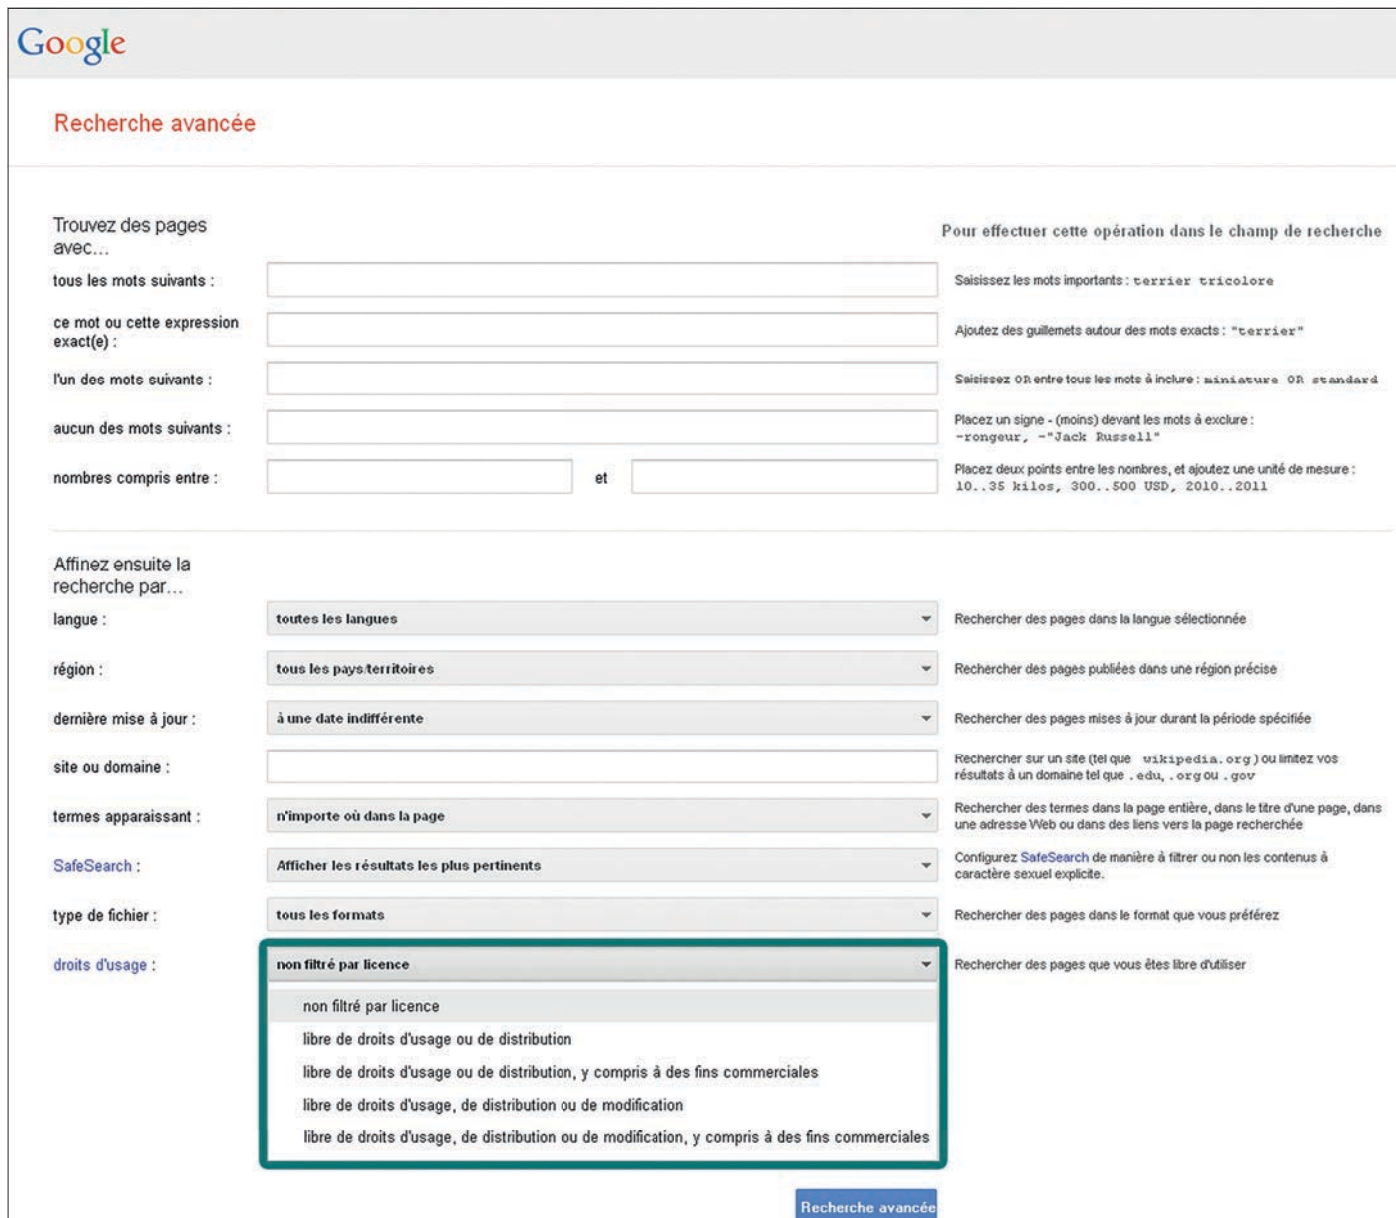 Google
Recherche avancée
Trouvez des pages
avec...
Pour effectuer cette opération dans le champ de recherche
tous les mots suivants :
Saisissez les mots importants : terrier tricolore
ce mot ou cette expression
exact(e) :
Ajoutez des guillemets autour des mots exacts : "terrier"
l'un des mots suivants :
Saisissez OR entre tous les mots à inclure : miniature OR standard
aucun des mots suivants :
Placez un signe - (moins) devant les mots à exclure :
-rongeur, -"Jack Russell"
nombres compris entre :
et
Placez deux points entre les nombres, et ajoutez une unité de mesure :
10..35 kilos, 300..500 USD, 2010..2011
Affinez ensuite la
recherche par...
langue :
toutes les langues
Rechercher des pages dans la langue sélectionnée
région :
tous les pays/territoires
Rechercher des pages publiées dans une région précise
dernière mise à jour :
à une date indifférente
Rechercher des pages mises à jour durant la période spécifiée
site ou domaine :
Rechercher sur un site (tel que wikipedia.org) ou limitez vos
résultats à un domaine tel que .edu, .org ou .gov
termes apparaissant :
n'importe où dans la page
Rechercher des termes dans la page entière, dans le titre d'une page, dans
une adresse Web ou dans des liens vers la page recherchée
SafeSearch :
Afficher les résultats les plus pertinents
Configurez SafeSearch de manière à filtrer ou non les contenus à
caractère sexuel explicite.
type de fichier :
tous les formats
Rechercher des pages dans le format que vous préférez
droits d'usage :
non filtré par licence
Rechercher des pages que vous êtes libre d'utiliser
non filtré par licence
libre de droits d'usage ou de distribution
libre de droits d'usage ou de distribution, y compris à des fins commerciales
libre de droits d'usage, de distribution ou de modification
libre de droits d'usage, de distribution ou de modification, y compris à des fins commerciales
Recherche avancée